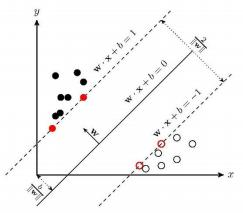 y
w · x + b = 1
w · x + b = 0
w · x + b = −1
2
‖w‖
w
b
‖w‖
x